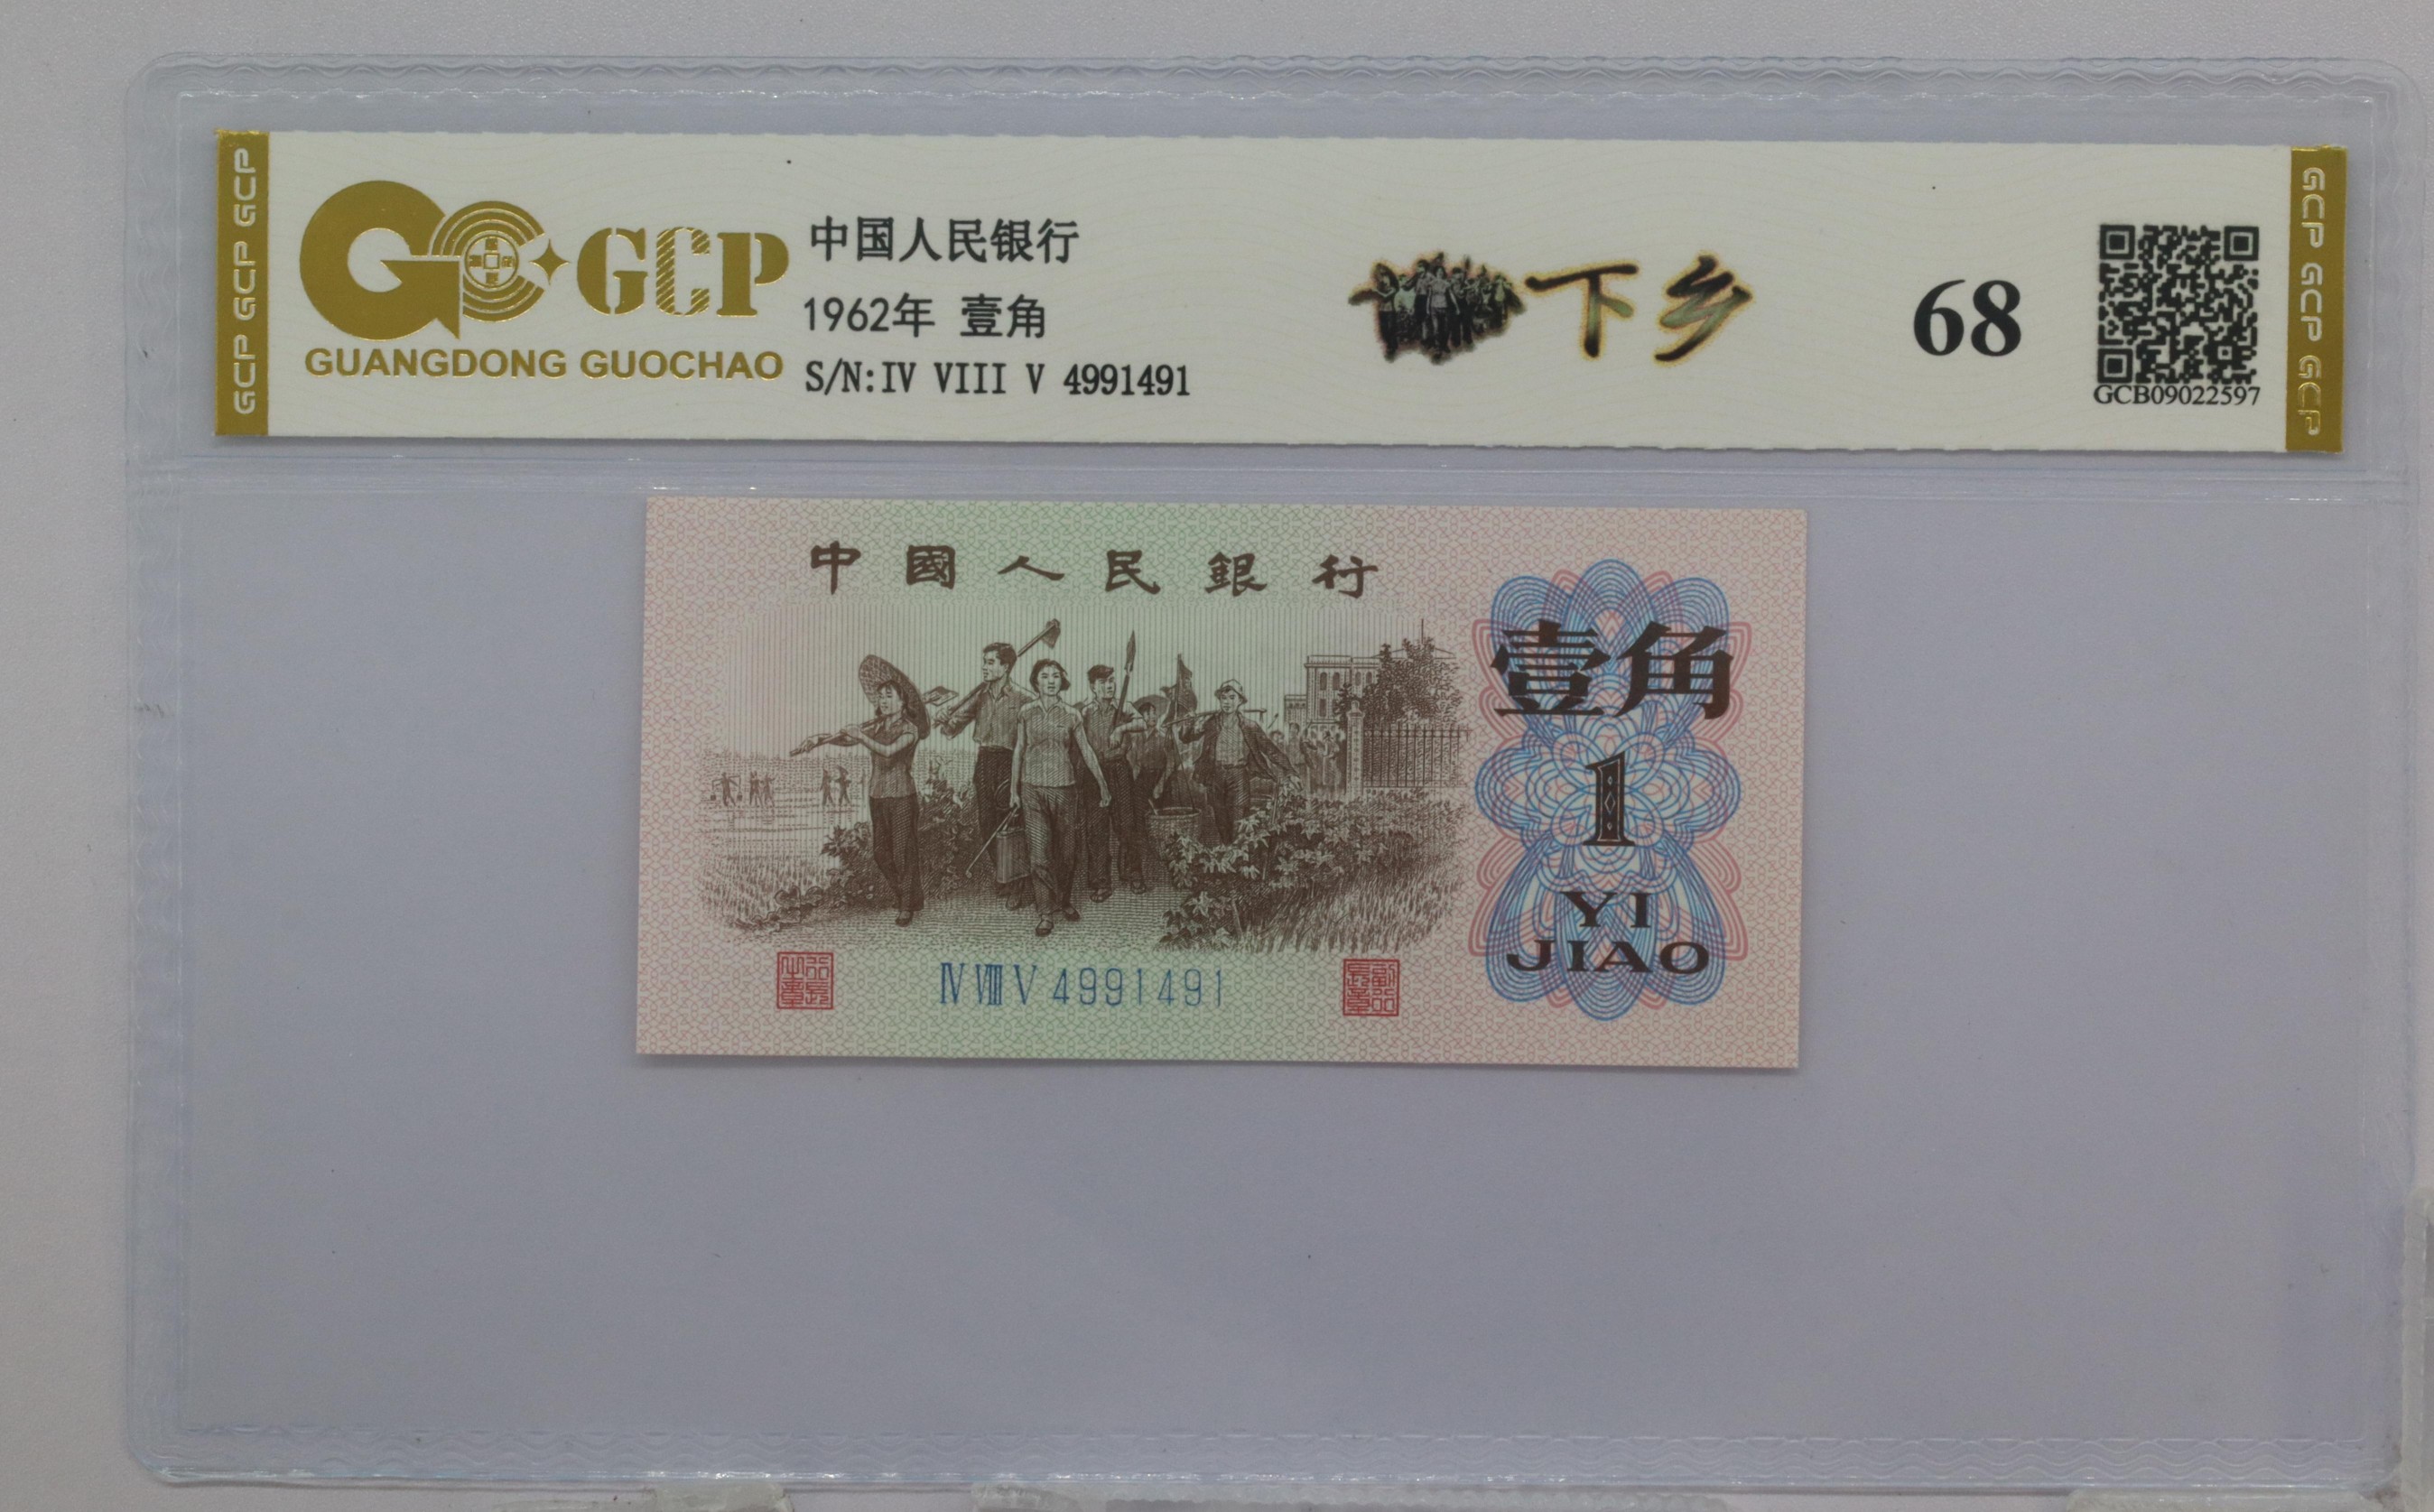 GCP GCP GCP
GCP
GUANGDONG GUOCHAO
中国人民银行
1962年 壹角
S/N:IV VIII V 4991491
下乡
68
GCB09022597
GCP GCP GCP
中國人民銀行
壹角
1
YI
JIAO
Ⅳ Ⅷ Ⅴ 4991491